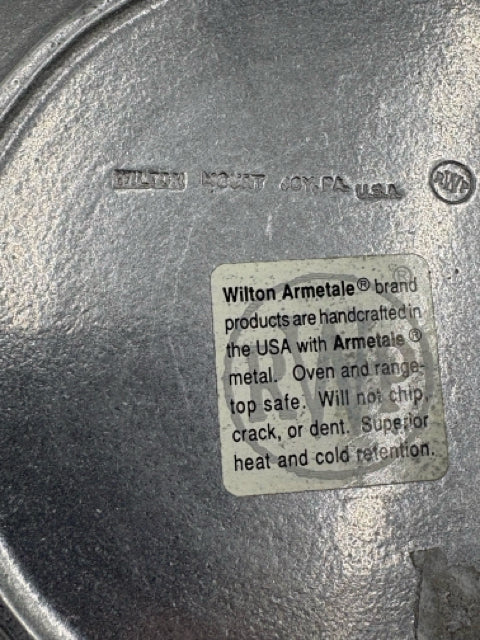 WILTON MOUNT JOY, PA. U.S.A. RWP
Wilton Armetale® brand
products are handcrafted in
the USA with Armetale®
metal. Oven and range-
top safe. Will not chip,
crack, or dent. Superior
heat and cold retention.
RWP ®